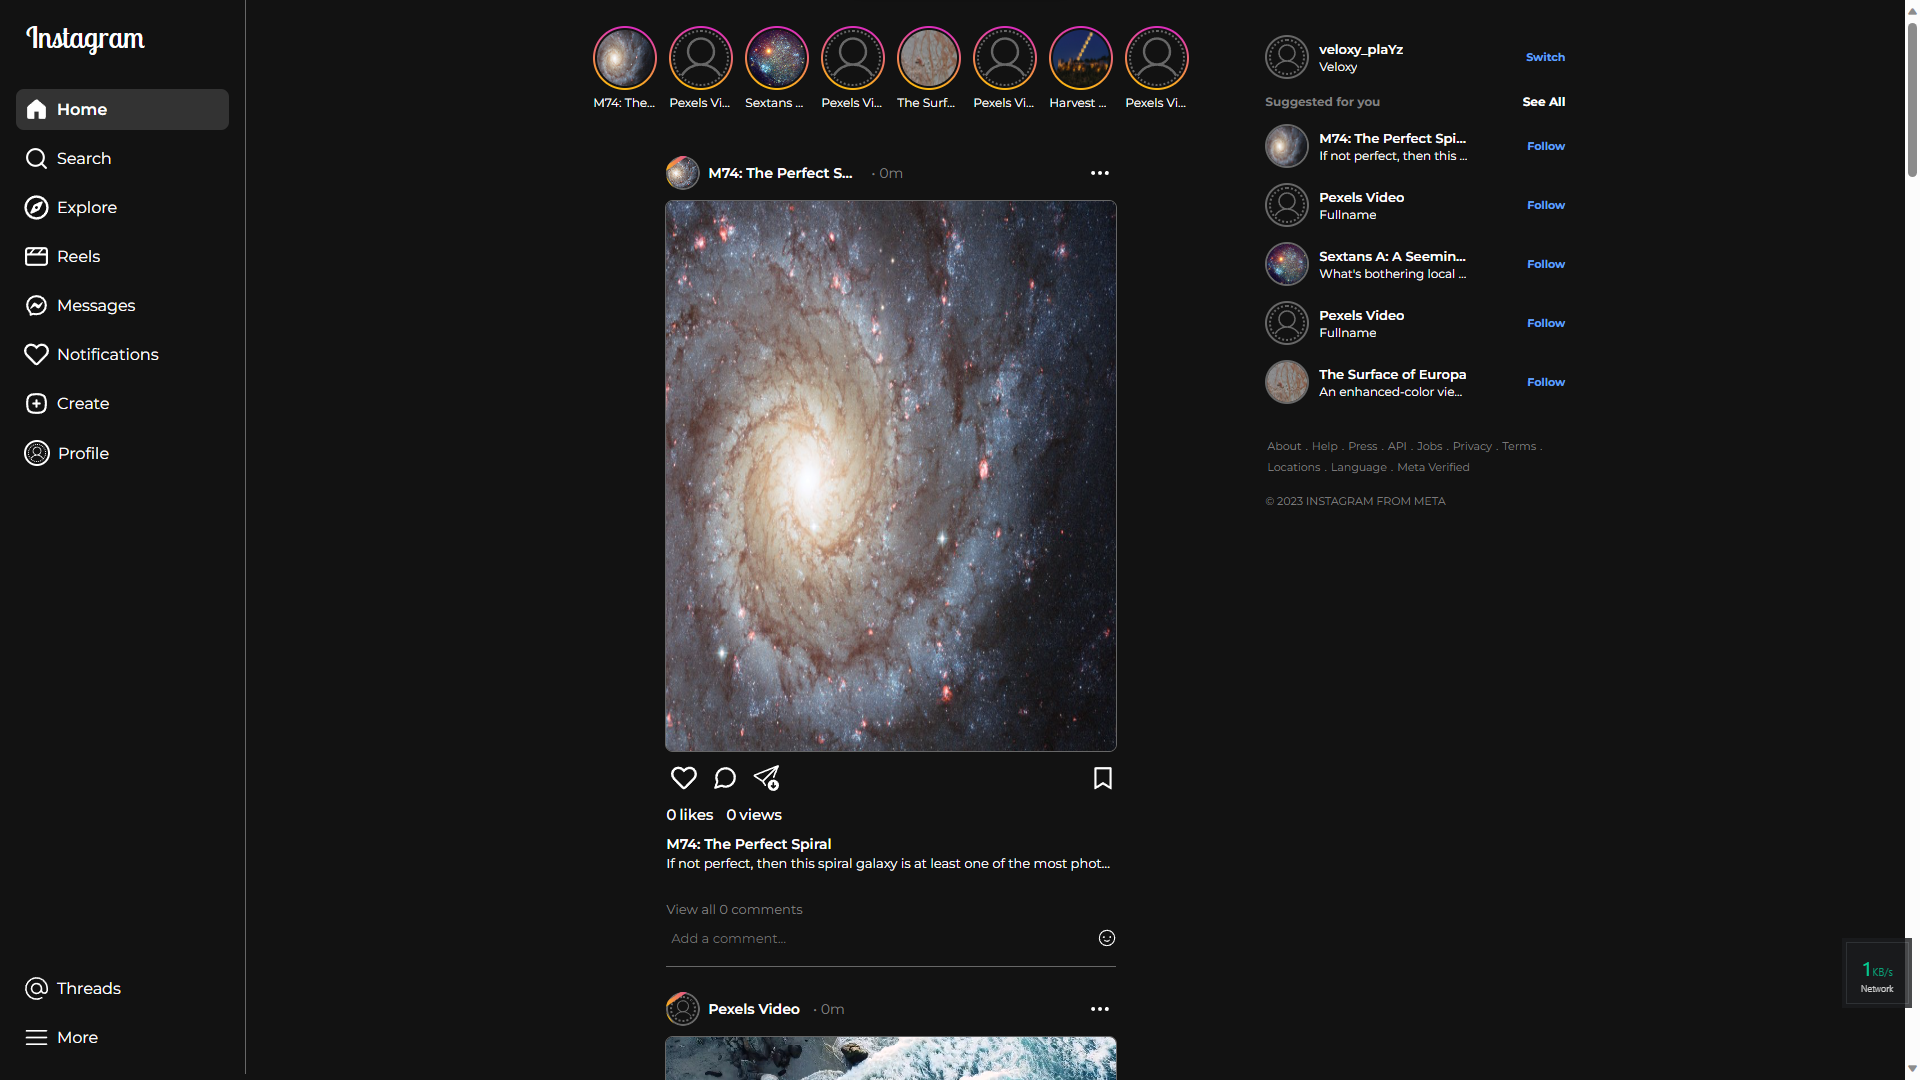 Instagram
Home
Search
Explore
Reels
Messages
Notifications
Create
Profile
Threads
More
M74: The...
Pexels Vi...
Sextans ...
Pexels Vi...
The Surf...
Pexels Vi...
Harvest ...
Pexels Vi...
M74: The Perfect S...
· 0m
0 likes 0 views
M74: The Perfect Spiral
If not perfect, then this spiral galaxy is at least one of the most phot...
View all 0 comments
Add a comment...
Pexels Video
· 0m
veloxy_plaYz
Veloxy
Switch
Suggested for you
See All
M74: The Perfect Spi...
If not perfect, then this ...
Follow
Pexels Video
Fullname
Follow
Sextans A: A Seemin...
What's bothering local ...
Follow
Pexels Video
Fullname
Follow
The Surface of Europa
An enhanced-color vie...
Follow
About . Help . Press . API . Jobs . Privacy . Terms .
Locations . Language . Meta Verified
© 2023 INSTAGRAM FROM META
1 KB/s
Network